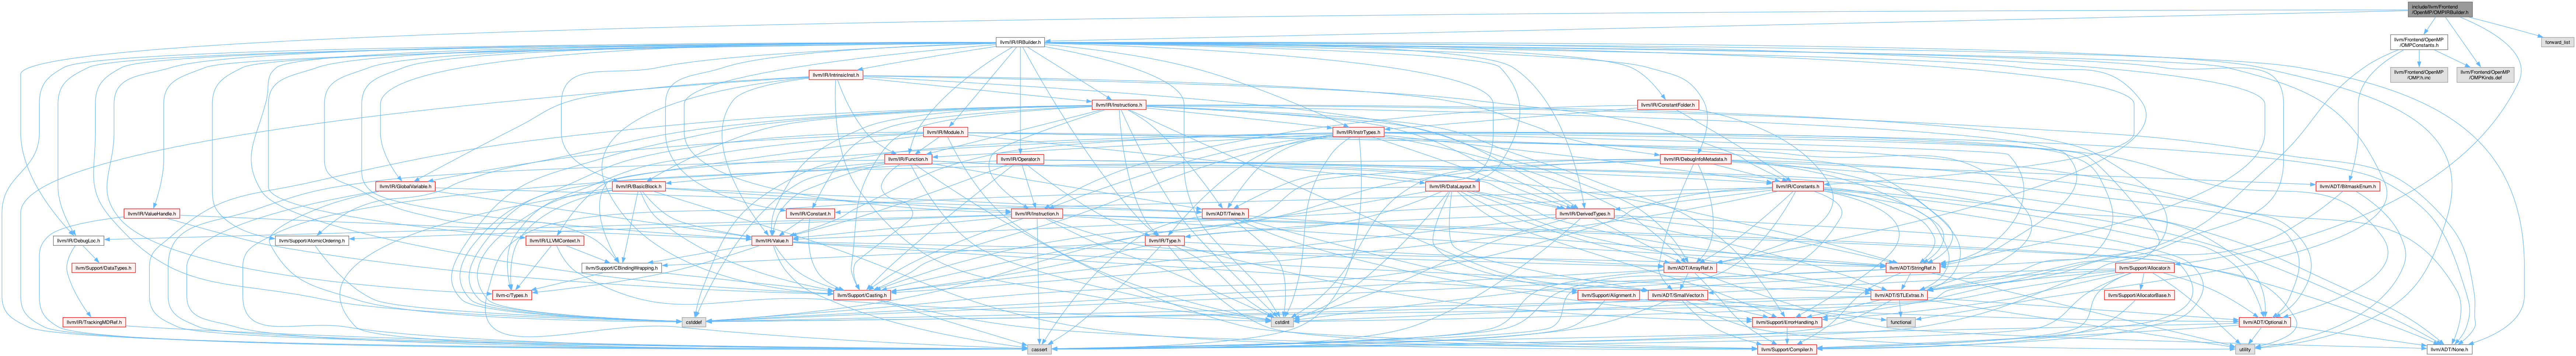 include/llvm/Frontend
/OpenMP/OMPIRBuilder.h
llvm/IR/IRBuilder.h
llvm/Frontend/OpenMP
/OMPConstants.h
forward_list
llvm/IR/IntrinsicInst.h
llvm/Frontend/OpenMP
/OMP.h.inc
llvm/Frontend/OpenMP
/OMPKinds.def
llvm/IR/Instructions.h
llvm/IR/ConstantFolder.h
llvm/IR/Module.h
llvm/IR/InstrTypes.h
llvm/IR/Function.h
llvm/IR/Operator.h
llvm/IR/DebugInfoMetadata.h
llvm/IR/GlobalVariable.h
llvm/IR/BasicBlock.h
llvm/IR/DataLayout.h
llvm/IR/Constants.h
llvm/ADT/BitmaskEnum.h
llvm/IR/ValueHandle.h
llvm/IR/Constant.h
llvm/IR/Instruction.h
llvm/ADT/Twine.h
llvm/IR/DerivedTypes.h
llvm/IR/DebugLoc.h
llvm/Support/AtomicOrdering.h
llvm/IR/LLVMContext.h
llvm/IR/Value.h
llvm/IR/Type.h
llvm/Support/DataTypes.h
llvm/Support/CBindingWrapping.h
llvm/ADT/ArrayRef.h
llvm/ADT/StringRef.h
llvm/Support/Allocator.h
llvm-c/Types.h
llvm/Support/Casting.h
llvm/Support/Alignment.h
llvm/ADT/SmallVector.h
llvm/ADT/STLExtras.h
llvm/Support/AllocatorBase.h
llvm/IR/TrackingMDRef.h
cstddef
cstdint
llvm/Support/ErrorHandling.h
functional
llvm/ADT/Optional.h
cassert
llvm/Support/Compiler.h
utility
llvm/ADT/None.h